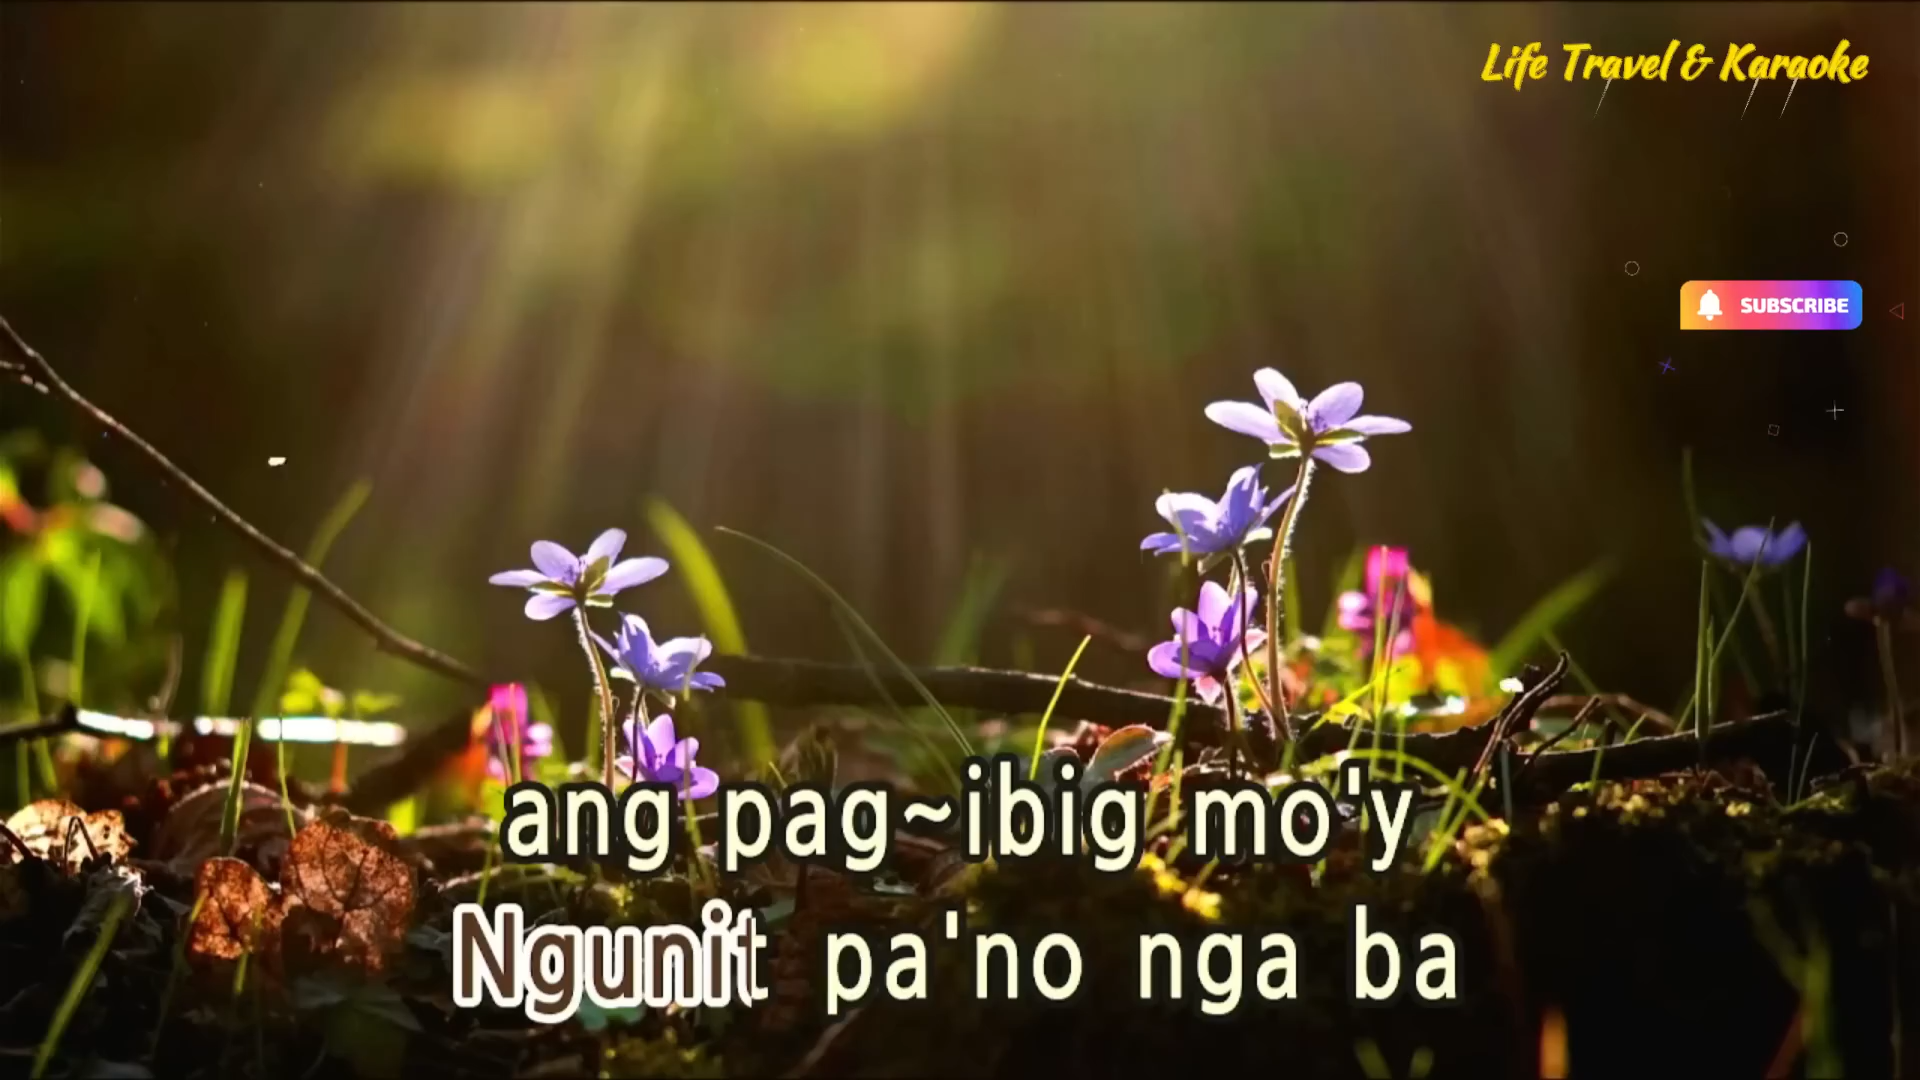 Life Travel & Karaoke
SUBSCRIBE
ang pag~ibig mo'y
Ngunit pa'no nga ba